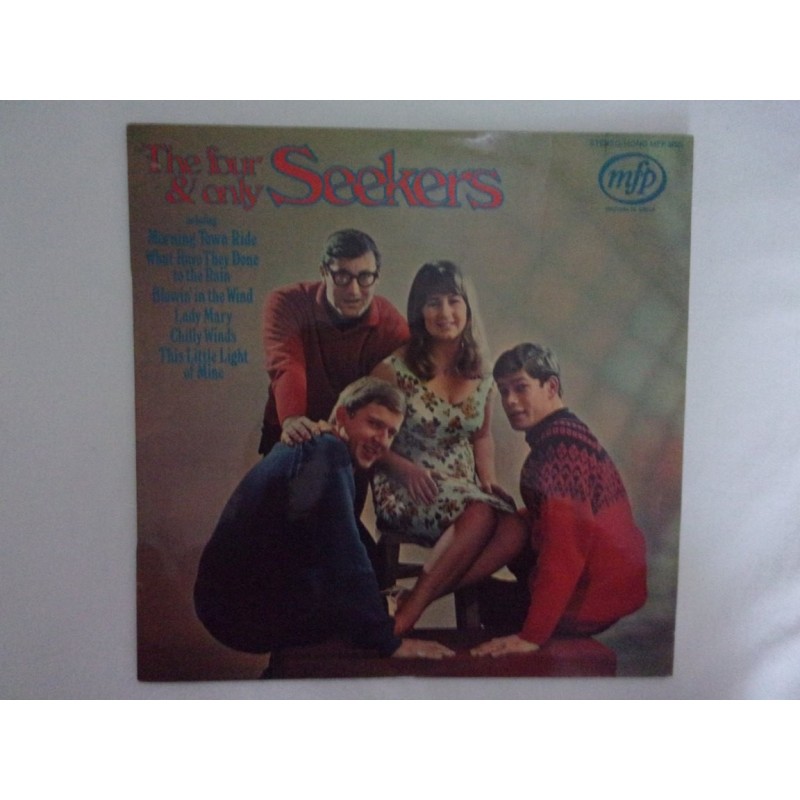 The four
& only Seekers
including
Morning Town Ride
What Have They Done
to the Rain
Blowin' in the Wind
Lady Mary
Chilly Winds
This Little Light
of Mine
mfp